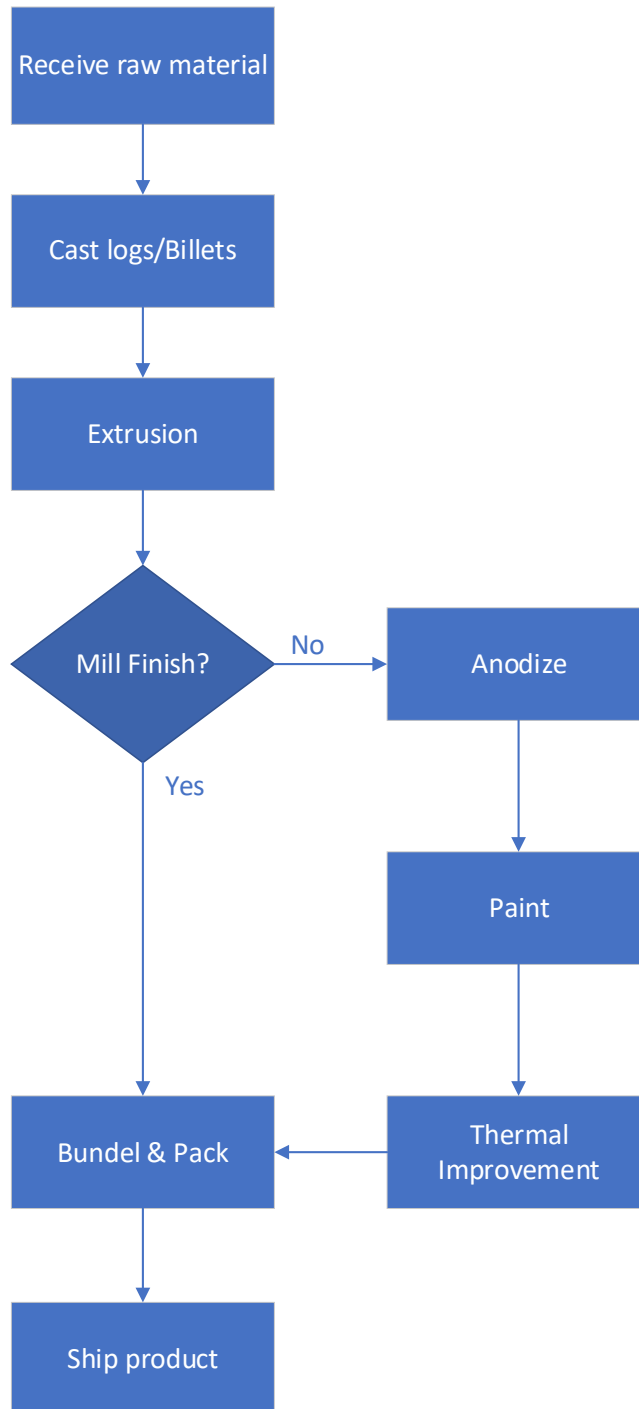 Receive raw material
Cast logs/Billets
Extrusion
Mill Finish?
No
Anodize
Yes
Paint
Thermal
Improvement
Bundel & Pack
Ship product